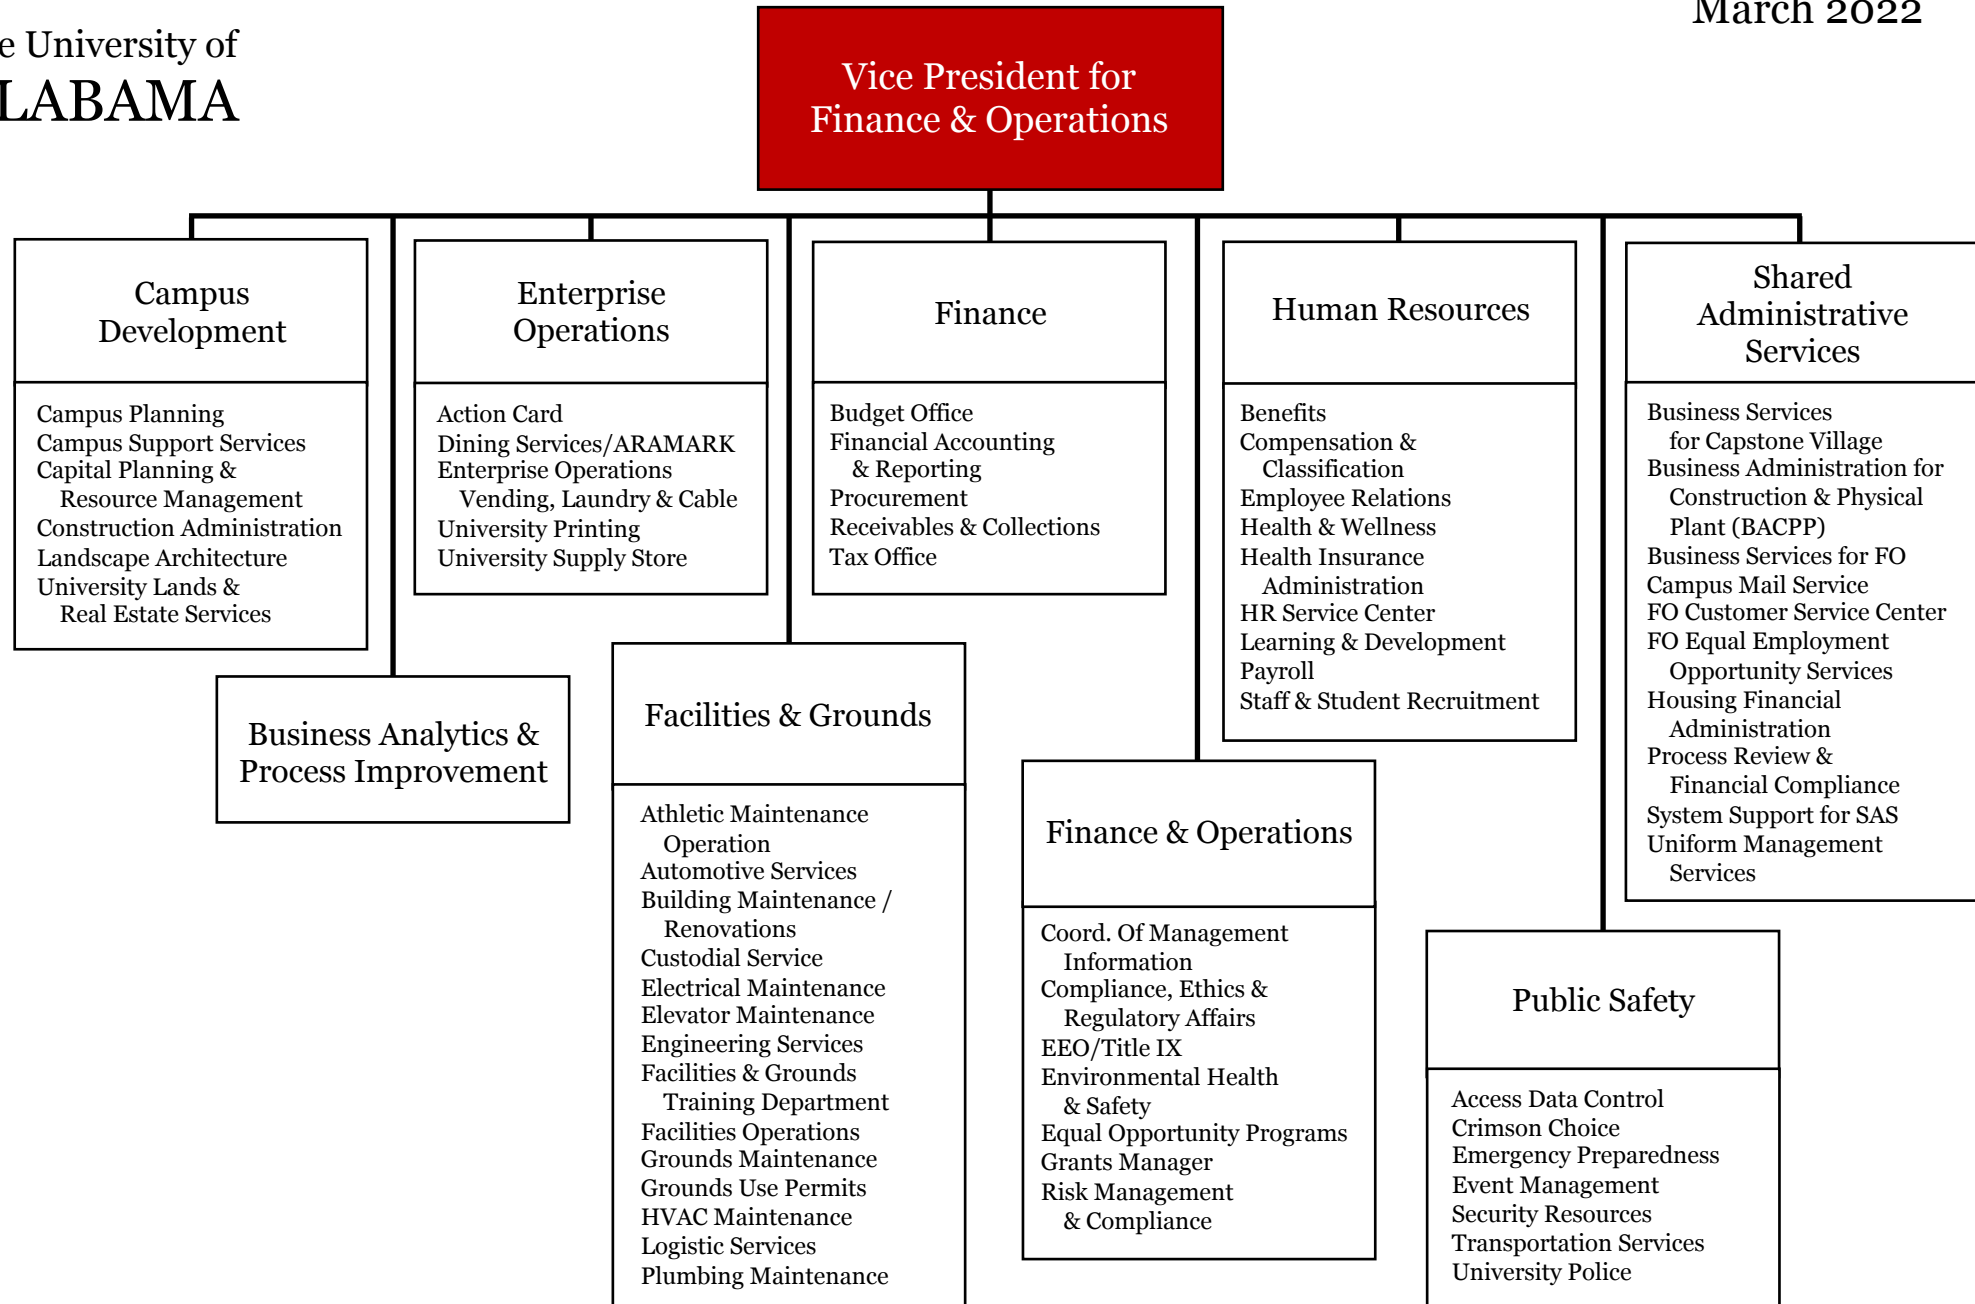 e University of
LABAMA
March 2022
Vice President for
Finance & Operations
Campus
Development
Campus Planning
Campus Support Services
Capital Planning &
Resource Management
Construction Administration
Landscape Architecture
University Lands &
Real Estate Services
Enterprise
Operations
Action Card
Dining Services/ARAMARK
Enterprise Operations
Vending, Laundry & Cable
University Printing
University Supply Store
Finance
Budget Office
Financial Accounting
& Reporting
Procurement
Receivables & Collections
Tax Office
Human Resources
Benefits
Compensation &
Classification
Employee Relations
Health & Wellness
Health Insurance
Administration
HR Service Center
Learning & Development
Payroll
Staff & Student Recruitment
Shared
Administrative
Services
Business Services
for Capstone Village
Business Administration for
Construction & Physical
Plant (BACPP)
Business Services for FO
Campus Mail Service
FO Customer Service Center
FO Equal Employment
Opportunity Services
Housing Financial
Administration
Process Review &
Financial Compliance
System Support for SAS
Uniform Management
Services
Business Analytics &
Process Improvement
Facilities & Grounds
Athletic Maintenance
Operation
Automotive Services
Building Maintenance /
Renovations
Custodial Service
Electrical Maintenance
Elevator Maintenance
Engineering Services
Facilities & Grounds
Training Department
Facilities Operations
Grounds Maintenance
Grounds Use Permits
HVAC Maintenance
Logistic Services
Plumbing Maintenance
Finance & Operations
Coord. Of Management
Information
Compliance, Ethics &
Regulatory Affairs
EEO/Title IX
Environmental Health
& Safety
Equal Opportunity Programs
Grants Manager
Risk Management
& Compliance
Public Safety
Access Data Control
Crimson Choice
Emergency Preparedness
Event Management
Security Resources
Transportation Services
University Police